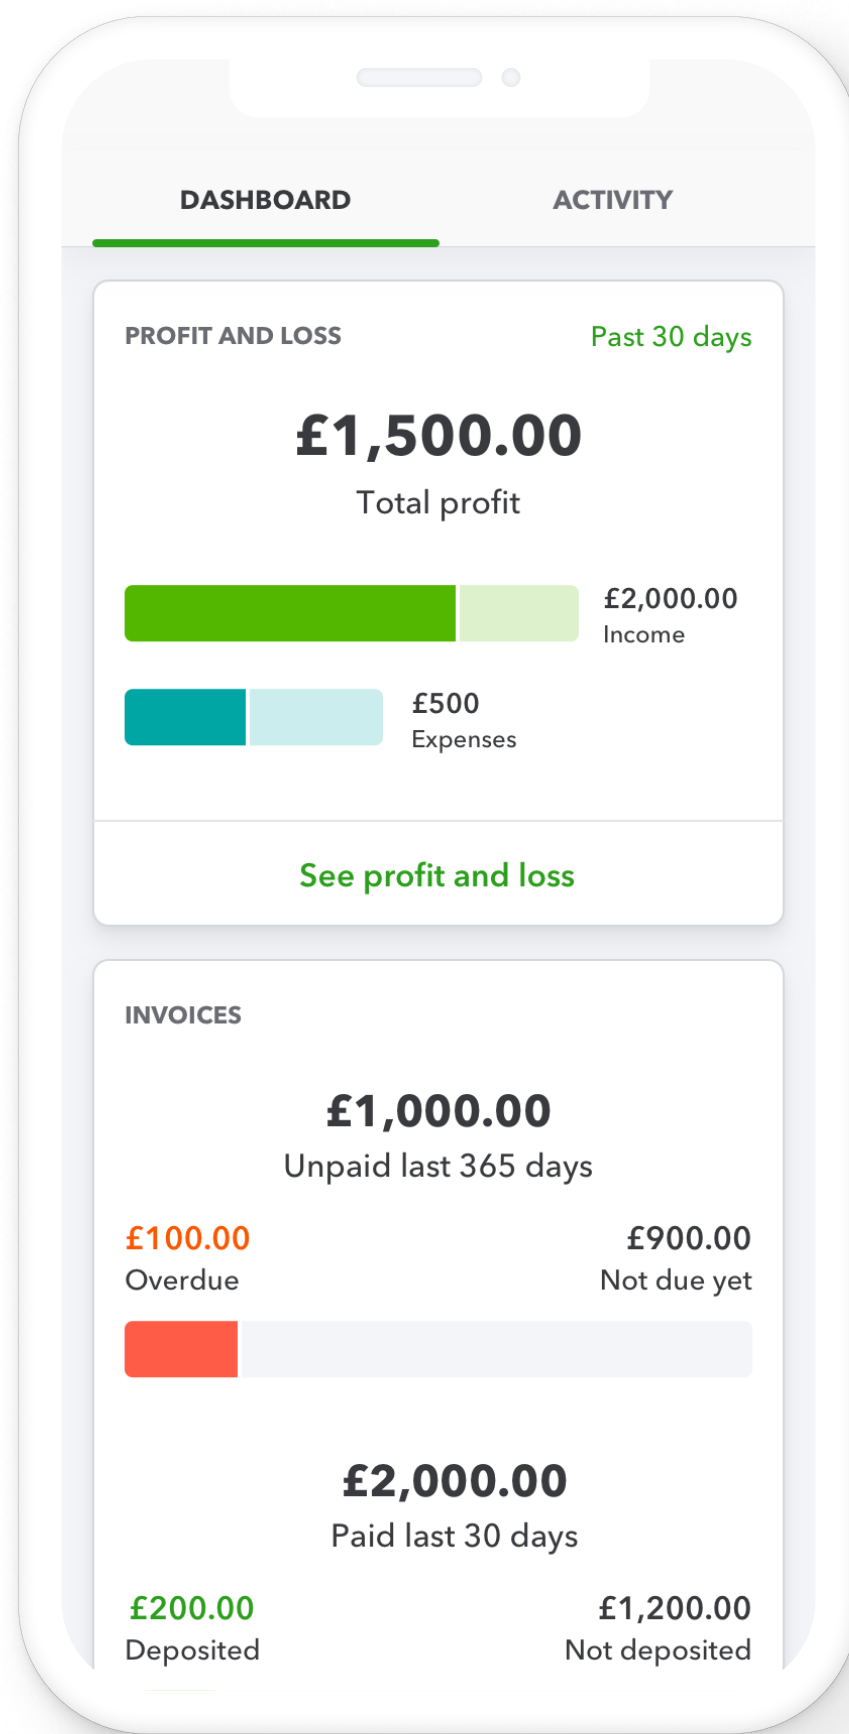 DASHBOARD ACTIVITY
PROFIT AND LOSS Past 30 days
£1,500.00
Total profit
£2,000.00
Income
£500
Expenses
See profit and loss
INVOICES
£1,000.00
Unpaid last 365 days
£100.00 £900.00
Overdue Not due yet
£2,000.00
Paid last 30 days
£200.00 £1,200.00
Deposited Not deposited